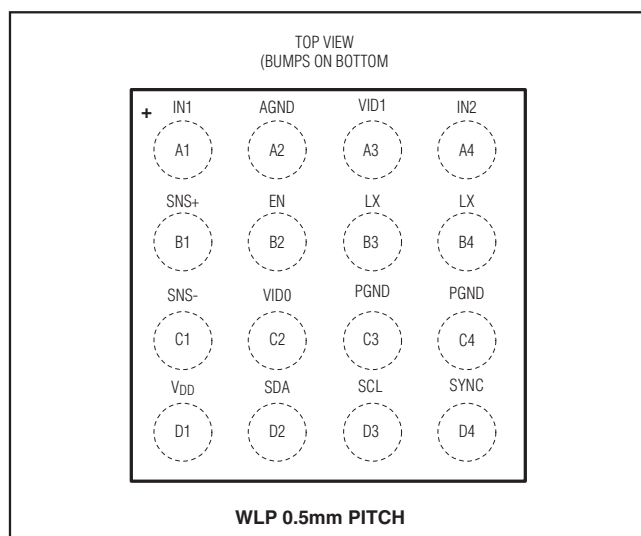 TOP VIEW
(BUMPS ON BOTTOM
+ IN1 AGND VID1 IN2
A1 A2 A3 A4
SNS+ EN LX LX
B1 B2 B3 B4
SNS- VID0 PGND PGND
C1 C2 C3 C4
VDD SDA SCL SYNC
D1 D2 D3 D4
WLP 0.5mm PITCH